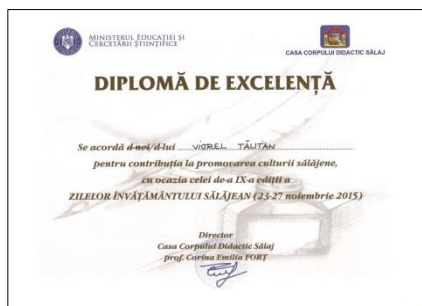 MINISTERUL EDUCAȚIEI ȘI
CERCETĂRII ȘTIINȚIFICE
CASA CORPULUI DIDACTIC SĂLAJ
DIPLOMĂ DE EXCELENȚĂ
Se acordă d-nei/d-lui VIOREL TĂUTAN
pentru contribuția la promovarea culturii sălăjene,
cu ocazia celei de-a IX-a ediții a
ZILELOR ÎNVĂȚĂMÂNTULUI SĂLĂJEAN (23-27 noiembrie 2015)
Director
Casa Corpului Didactic Sălaj
prof. Corina Emilia PORȚ